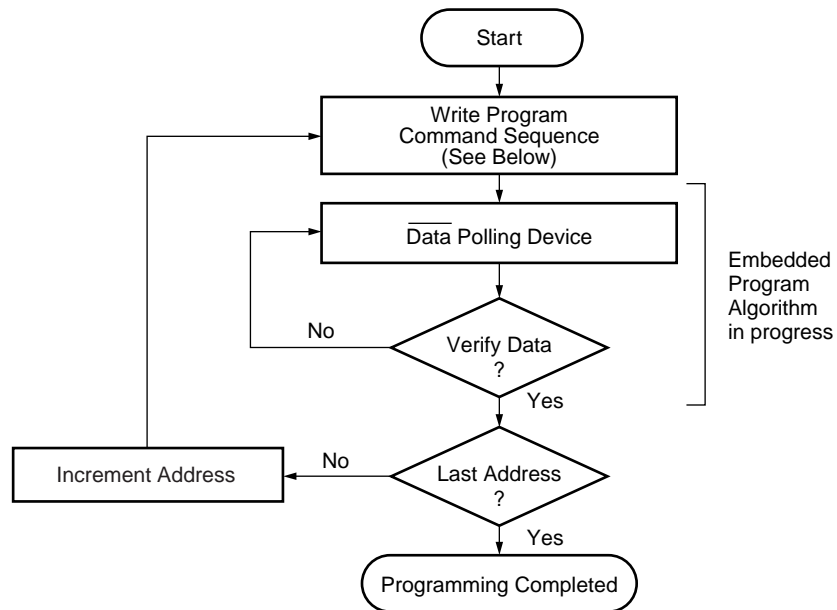 Start
Write Program
Command Sequence
(See Below)
Data Polling Device
Embedded
Program
Algorithm
in progress
No
Verify Data
?
Yes
Increment Address
No
Last Address
?
Yes
Programming Completed